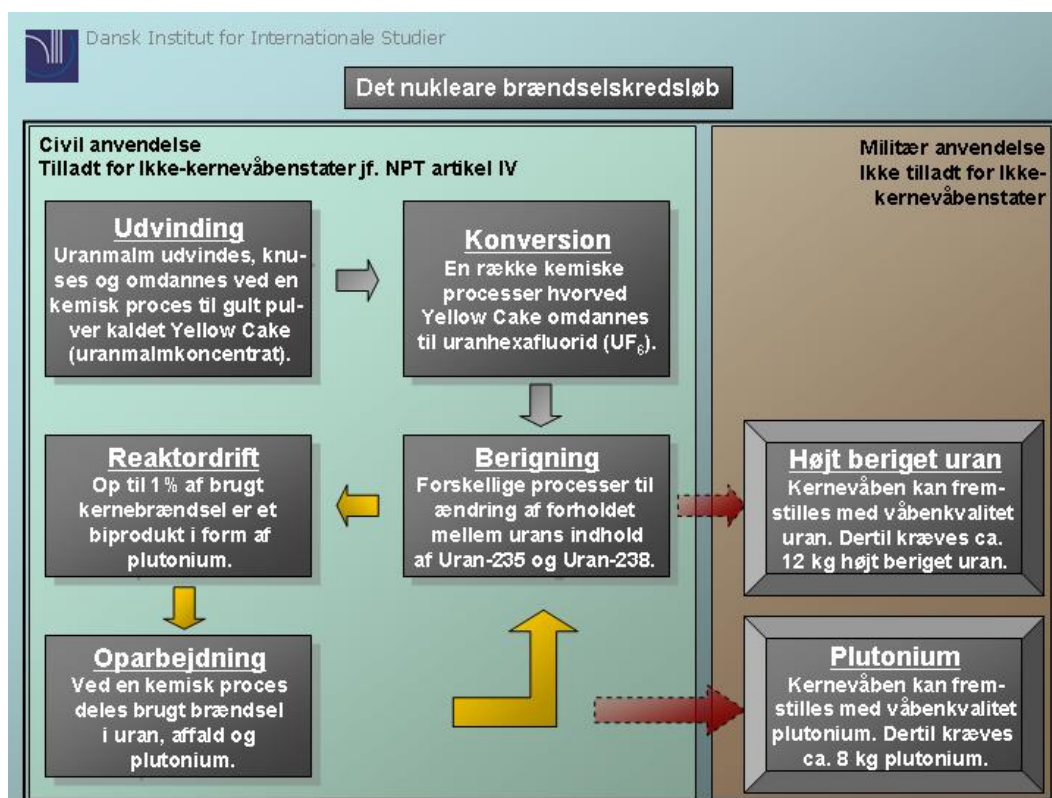 Dansk Institut for Internationale Studier
Det nukleare brændselskredsløb
Civil anvendelse
Tilladt for Ikke-kernevåbenstater jf. NPT artikel IV
Militær anvendelse
Ikke tilladt for Ikke-
kernevåbenstater
Udvinding
Uranmalm udvindes, knu-
ses og omdannes ved en
kemisk proces til gult pul-
ver kaldet Yellow Cake
(uranmalmkoncentrat).
Konversion
En række kemiske
processer hvorved
Yellow Cake omdannes
til uranhexafluorid (UF₆).
Reaktordrift
Op til 1% af brugt
kernebrændsel er et
biprodukt i form af
plutonium.
Berigning
Forskellige processer til
ændring af forholdet
mellem urans indhold
af Uran-235 og Uran-238.
Højt beriget uran
Kernevåben kan frem-
stilles med våbenkvalitet
uran. Dertil kræves ca.
12 kg højt beriget uran.
Oparbejdning
Ved en kemisk proces
deles brugt brændsel
i uran, affald og
plutonium.
Plutonium
Kernevåben kan frem-
stilles med våbenkvalitet
plutonium. Dertil kræves
ca. 8 kg plutonium.